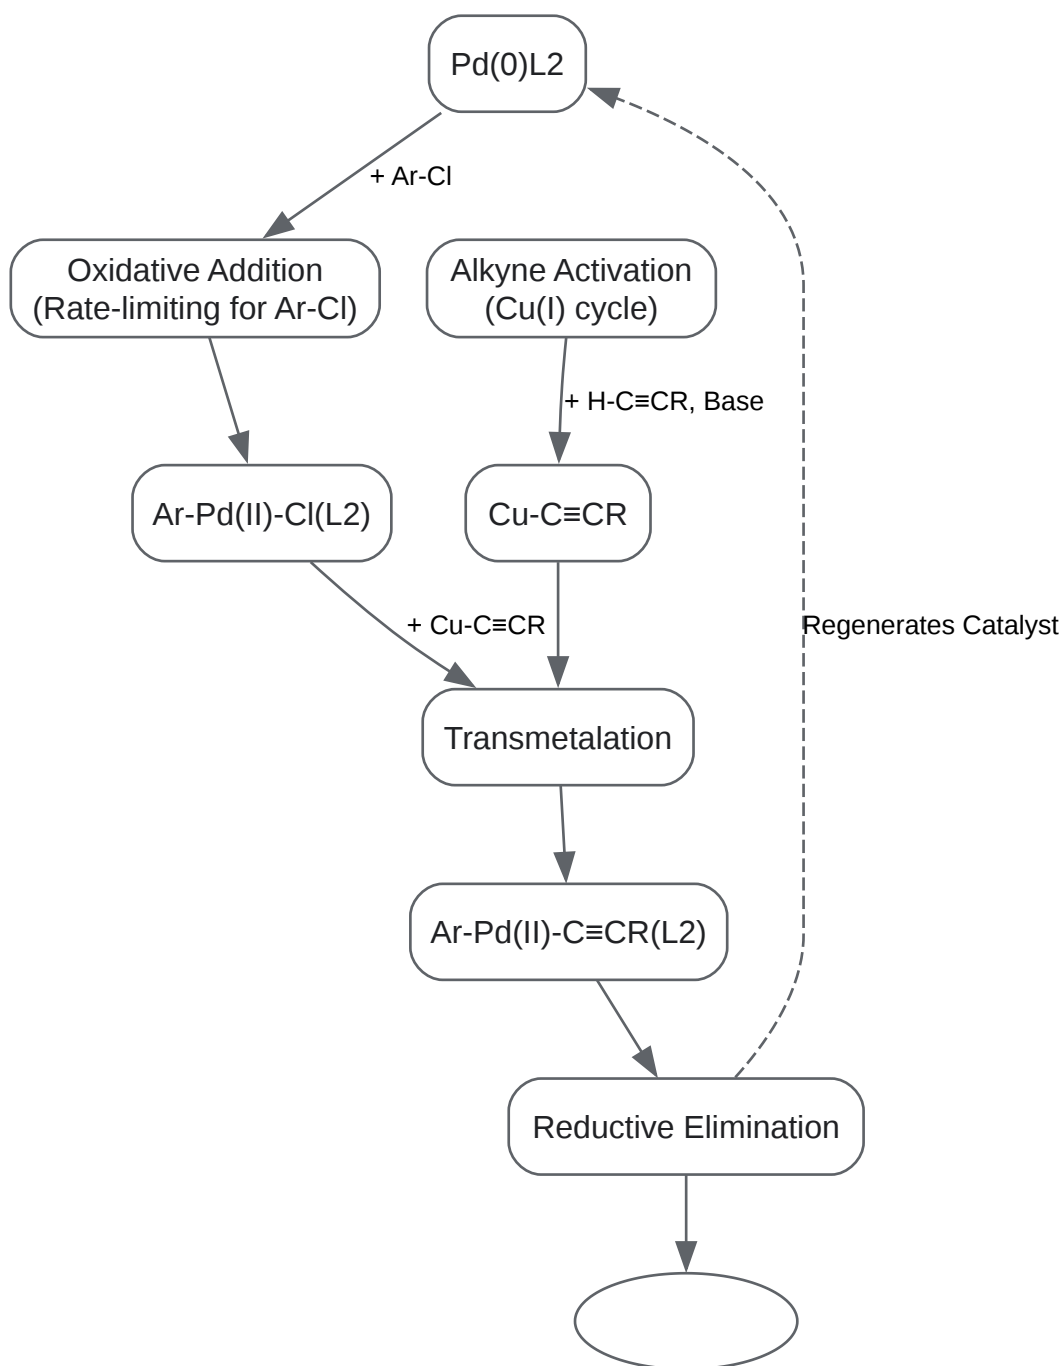 Pd(0)L2
+ Ar-Cl
Oxidative Addition
(Rate-limiting for Ar-Cl)
Alkyne Activation
(Cu(I) cycle)
+ H-C≡CR, Base
Ar-Pd(II)-Cl(L2)
Cu-C≡CR
+ Cu-C≡CR
Regenerates Catalyst
Transmetalation
Ar-Pd(II)-C≡CR(L2)
Reductive Elimination